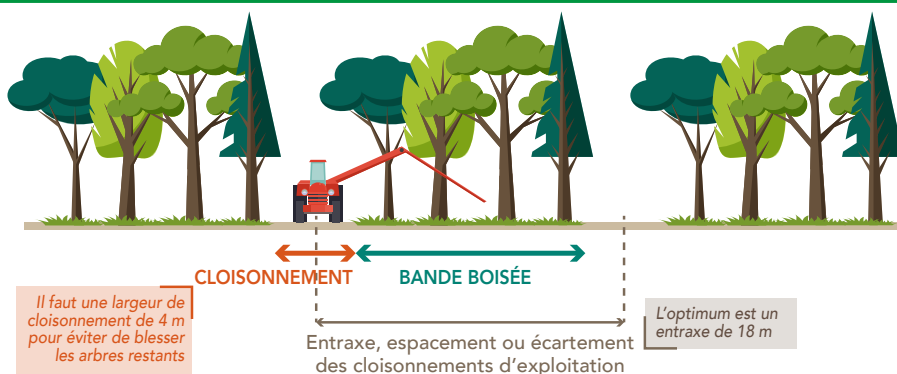 CLOISONNEMENT
BANDE BOISÉE
Il faut une largeur de
cloisonnement de 4 m
pour éviter de blesser
les arbres restants
L'optimum est un
entraxe de 18 m
Entraxe, espacement ou écartement
des cloisonnements d'exploitation